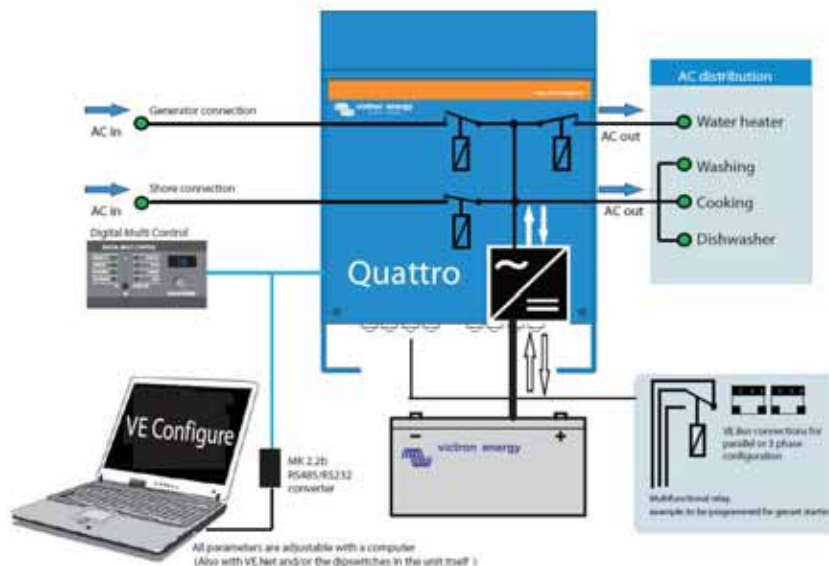 AC distribution
victron energy
Generator connection
AC in
AC out
Water heater
Washing
Shore connection
AC in
AC out
Cooking
Dishwasher
Digital Multi Control
Quattro
VE Configure
MK 2.2b
RS485/RS232
converter
victron energy
VE.Bus connections for
parallel or 3 phase
configuration
Multifunctional relay,
example to be programmed for genset starting
All parameters are adjustable with a computer
(Also with VE.Net and/or the dipswitches in the unit itself )